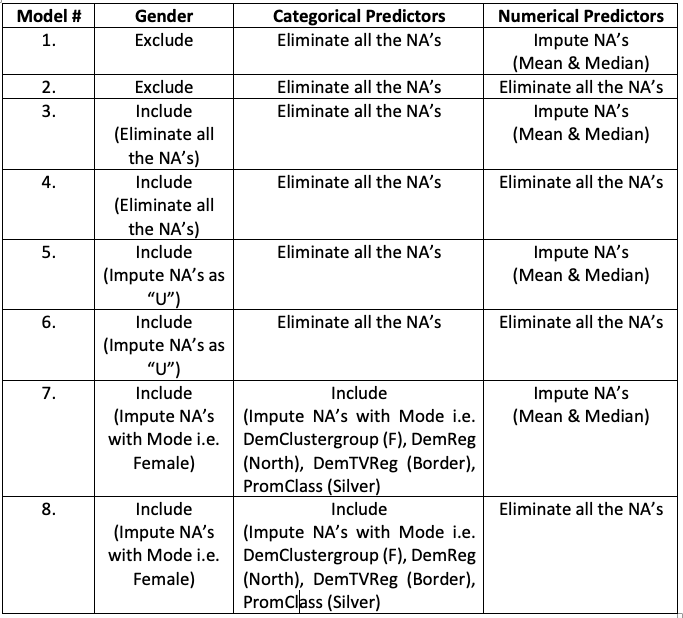 Model # Gender Categorical Predictors Numerical Predictors
1. Exclude Eliminate all the NA’s Impute NA’s
(Mean & Median)
2. Exclude Eliminate all the NA’s Eliminate all the NA’s
3. Include Eliminate all the NA’s Impute NA’s
(Eliminate all (Mean & Median)
the NA’s)
4. Include Eliminate all the NA’s Eliminate all the NA’s
(Eliminate all
the NA’s)
5. Include Eliminate all the NA’s Impute NA’s
(Impute NA’s as (Mean & Median)
“U”)
6. Include Eliminate all the NA’s Eliminate all the NA’s
(Impute NA’s as
“U”)
7. Include Include Impute NA’s
(Impute NA’s (Impute NA’s with Mode i.e. (Mean & Median)
with Mode i.e. DemClustergroup (F), DemReg
Female) (North), DemTVReg (Border),
PromClass (Silver)
8. Include Include Eliminate all the NA’s
(Impute NA’s (Impute NA’s with Mode i.e.
with Mode i.e. DemClustergroup (F), DemReg
Female) (North), DemTVReg (Border),
PromClass (Silver)